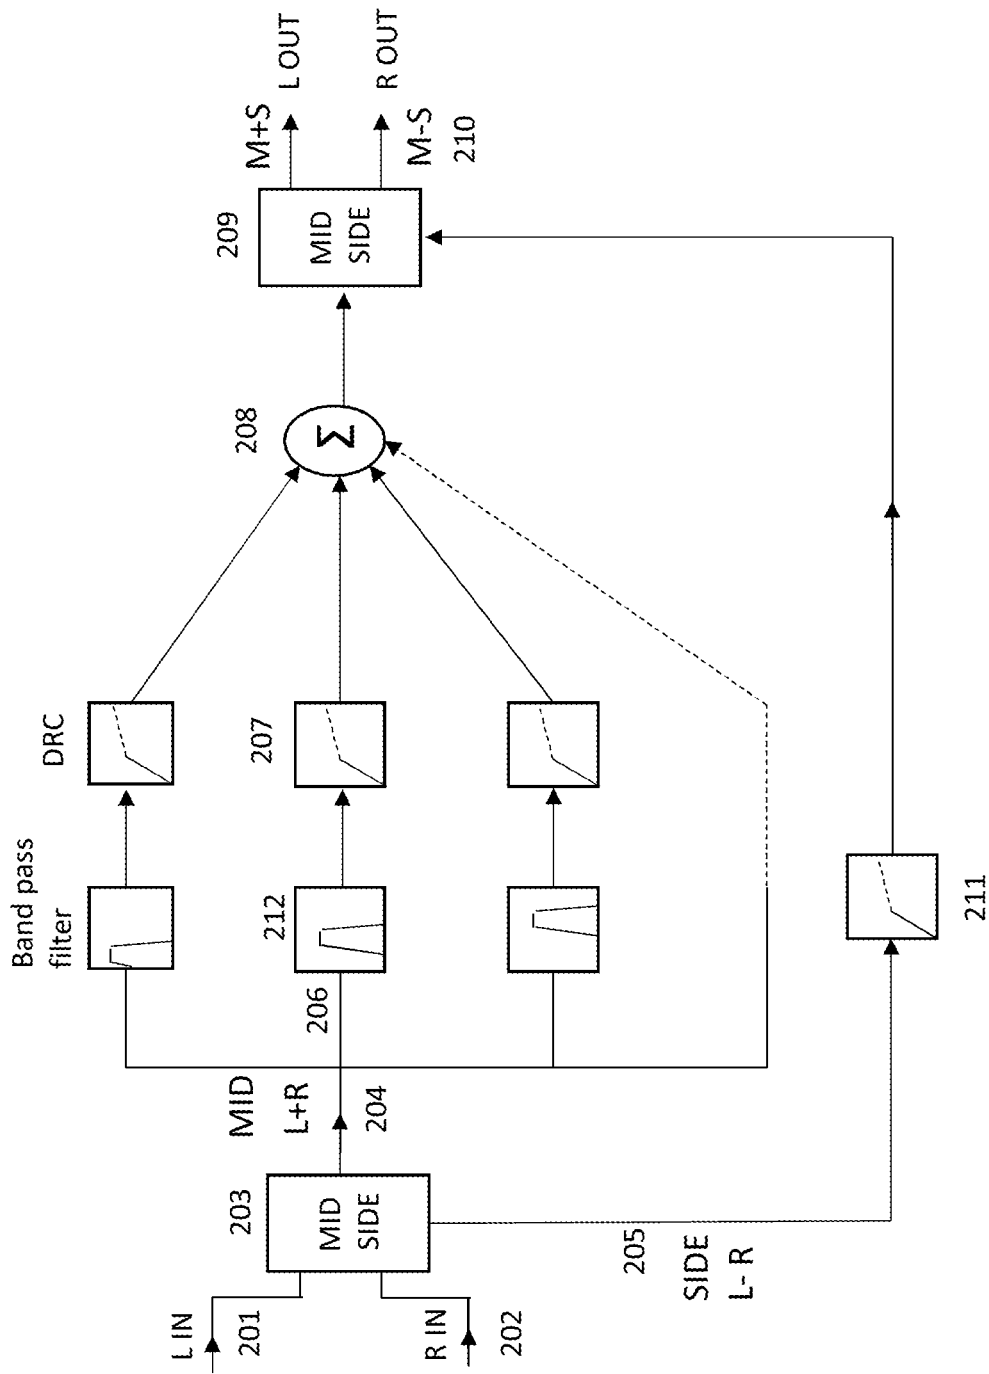 L IN
201
R IN
202
203
MID
SIDE
205
SIDE
L- R
MID
L+R
204
206
Band pass
filter
212
DRC
207
211
208
Σ
209
MID
SIDE
M+S
L OUT
R OUT
M-S
210